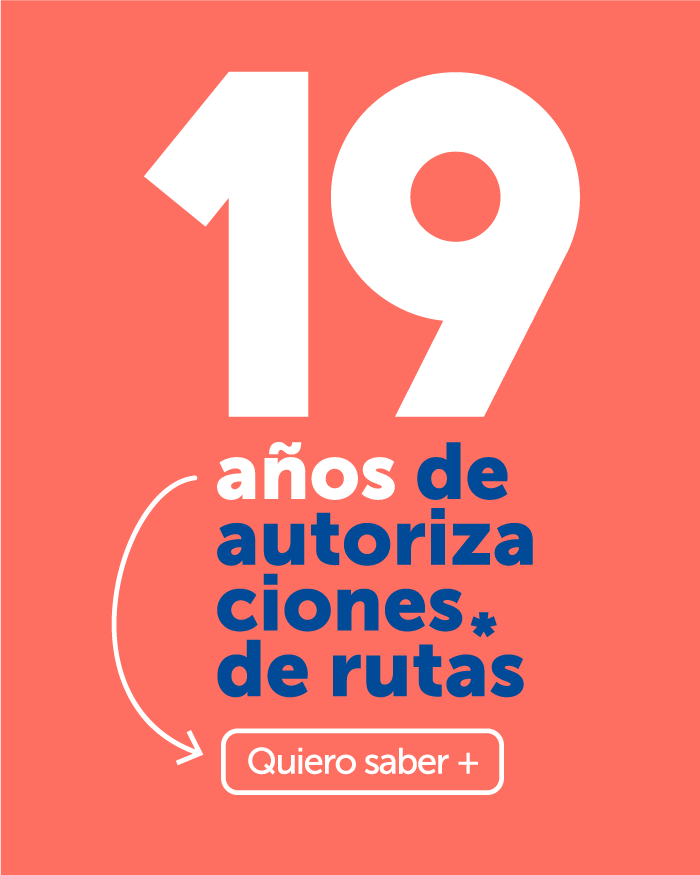 19
años de
autoriza
ciones*
de rutas
Quiero saber +